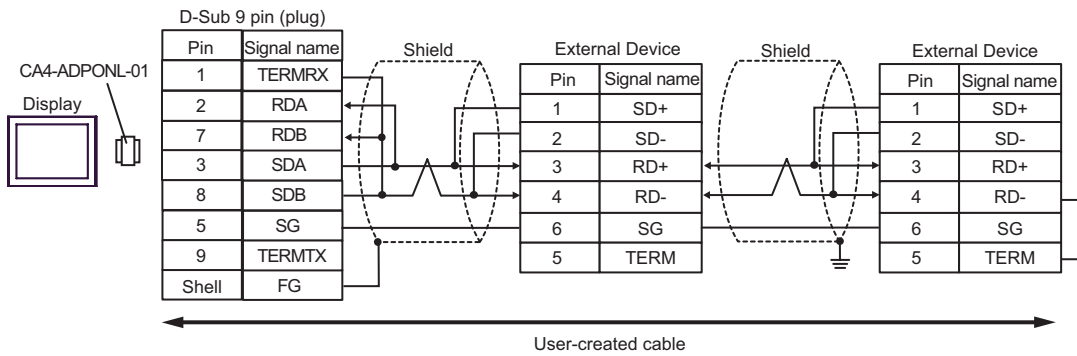 D-Sub 9 pin (plug)
Pin Signal name
1 TERMRX
2 RDA
7 RDB
3 SDA
8 SDB
5 SG
9 TERMTX
Shell FG
CA4-ADPONL-01
Display
Shield
External Device
Pin Signal name
1 SD+
2 SD-
3 RD+
4 RD-
6 SG
5 TERM
Shield
External Device
Pin Signal name
1 SD+
2 SD-
3 RD+
4 RD-
6 SG
5 TERM
User-created cable